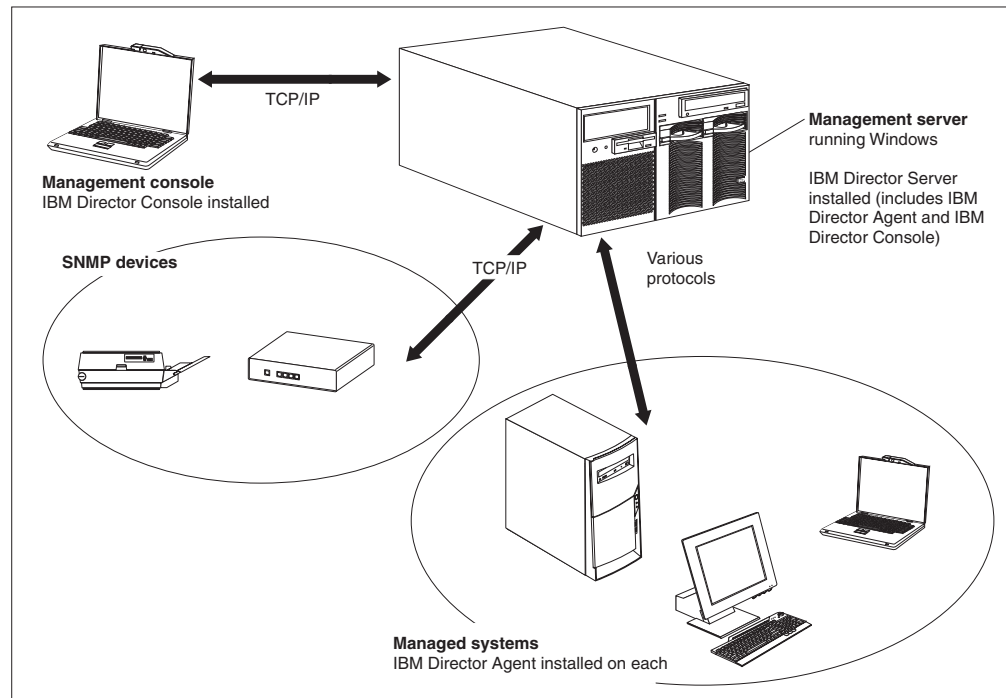 TCP/IP
Management console
IBM Director Console installed
Management server
running Windows
IBM Director Server
installed (includes IBM
Director Agent and IBM
Director Console)
SNMP devices
TCP/IP
Various
protocols
Managed systems
IBM Director Agent installed on each